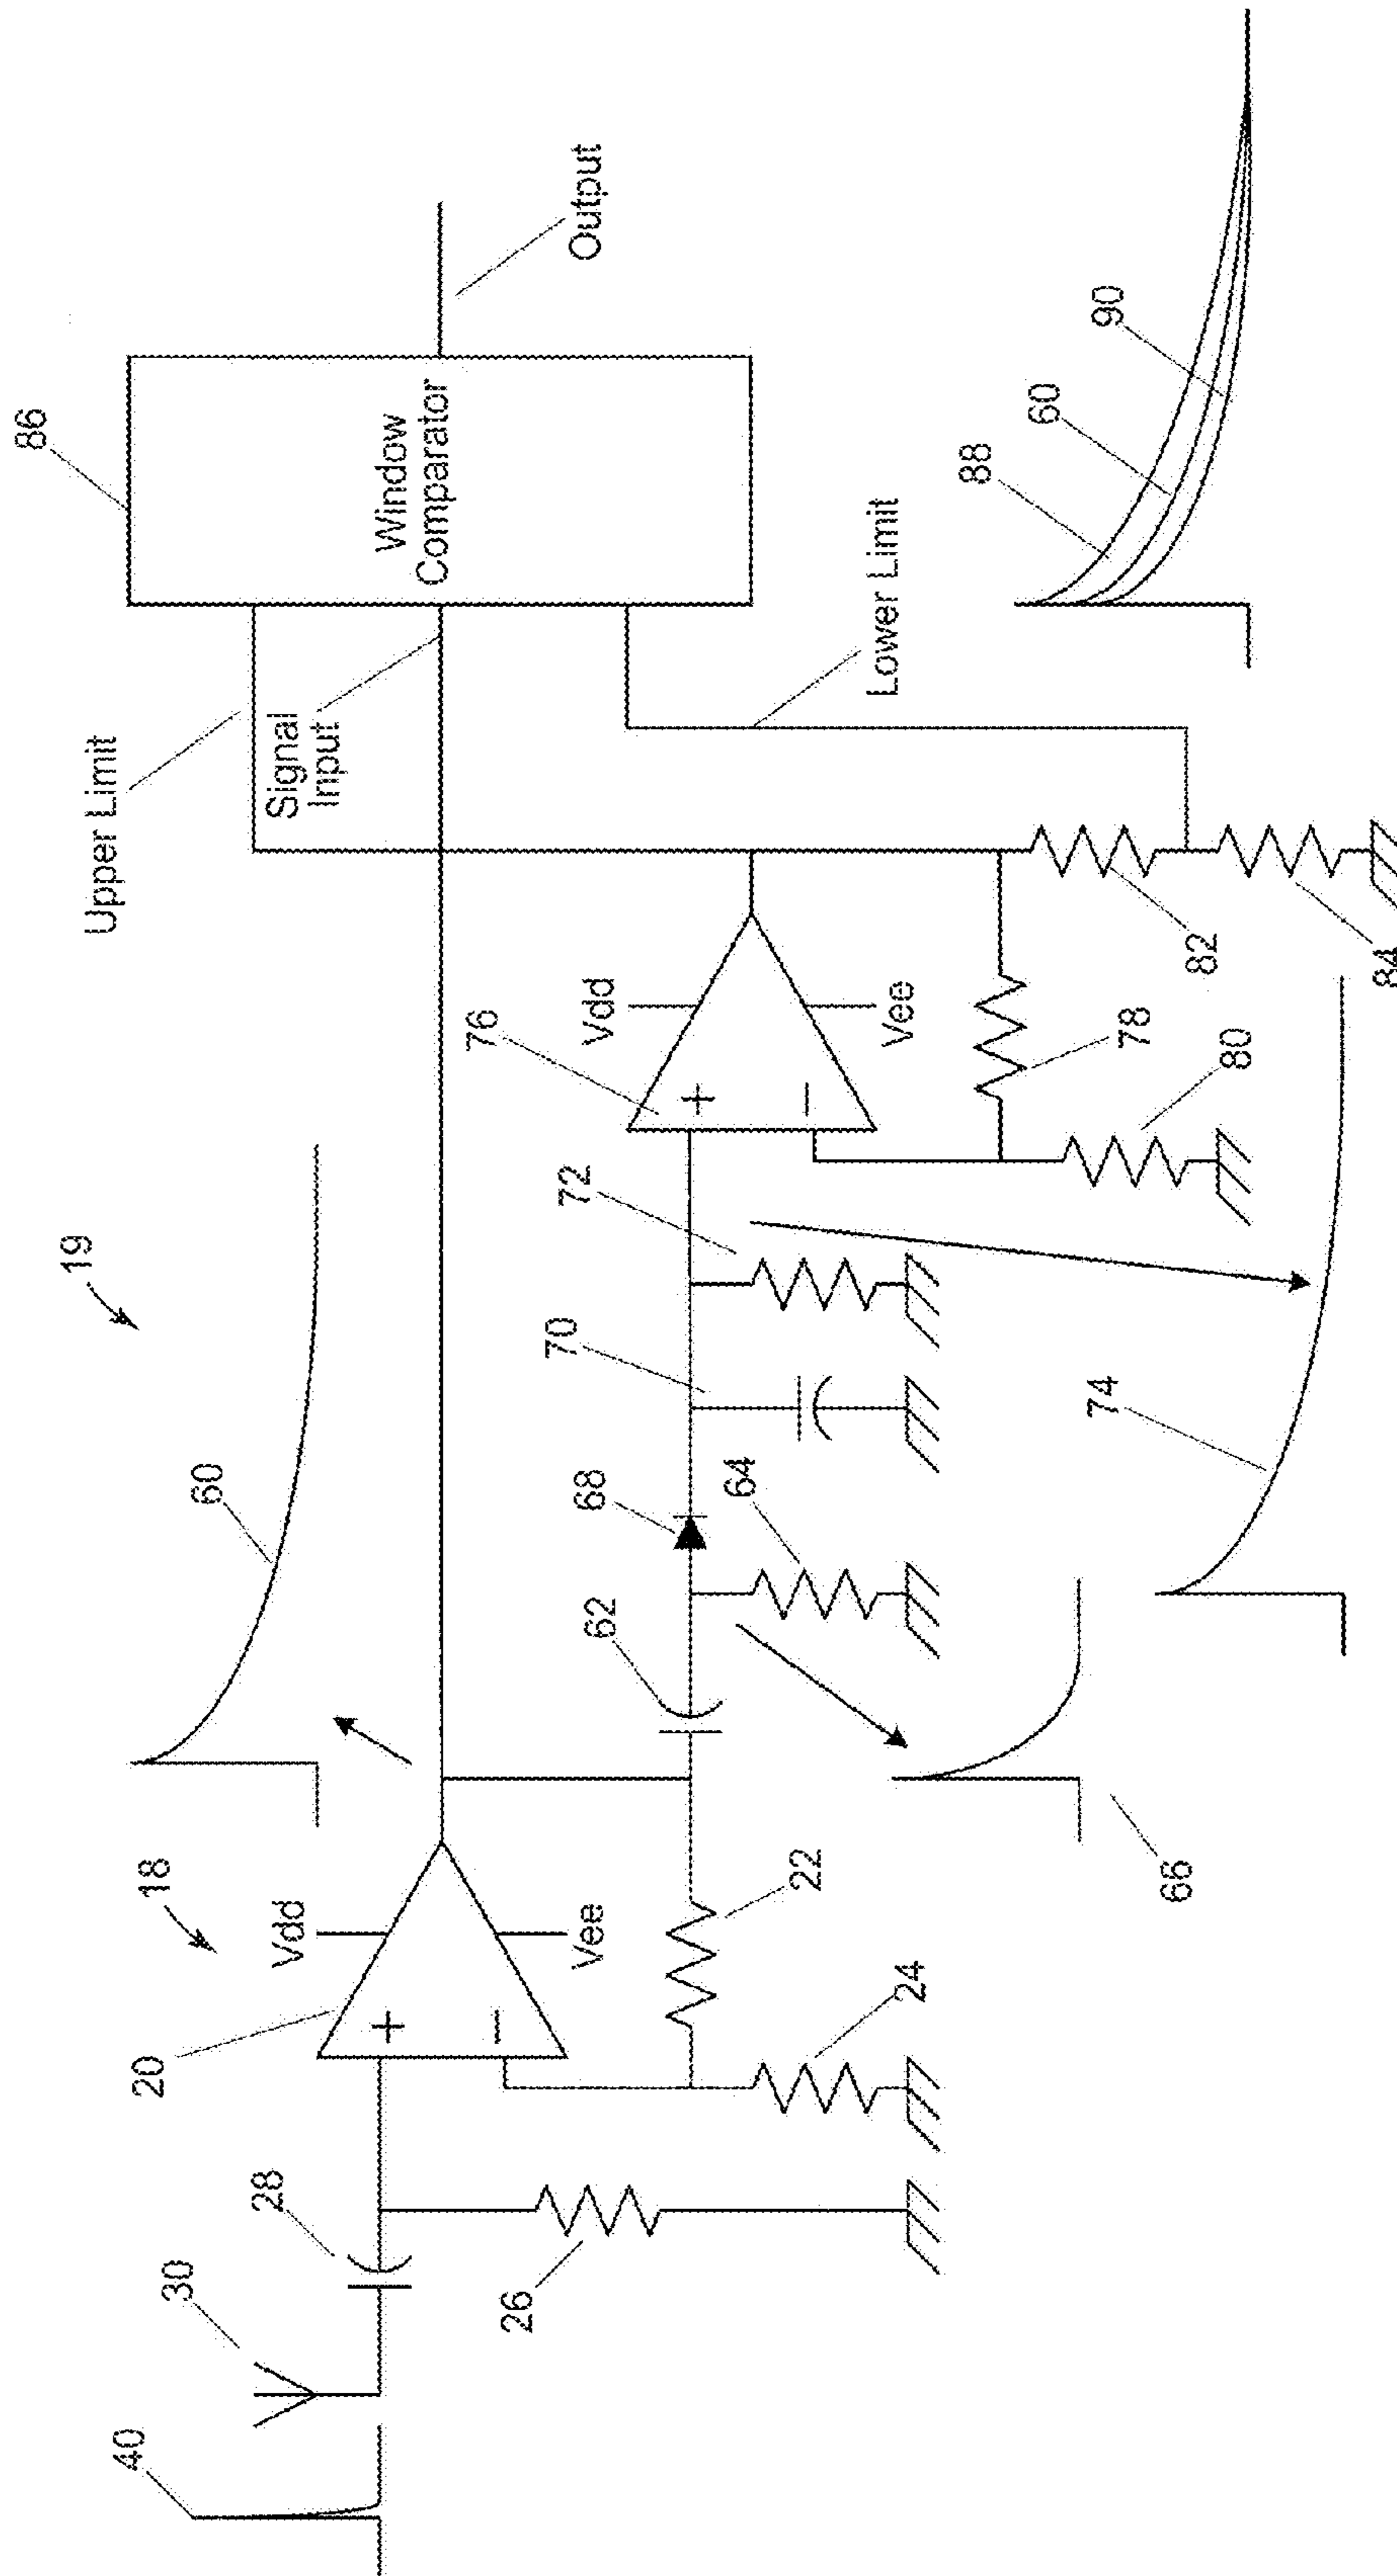 86
Window
Comparator
Output
Upper Limit
Signal
Input
Lower Limit
88
60
90
19
60
18
Vdd
20
Vee
22
24
28
30
26
40
62
64
68
70
72
76
Vdd
Vee
78
80
82
84
66
74